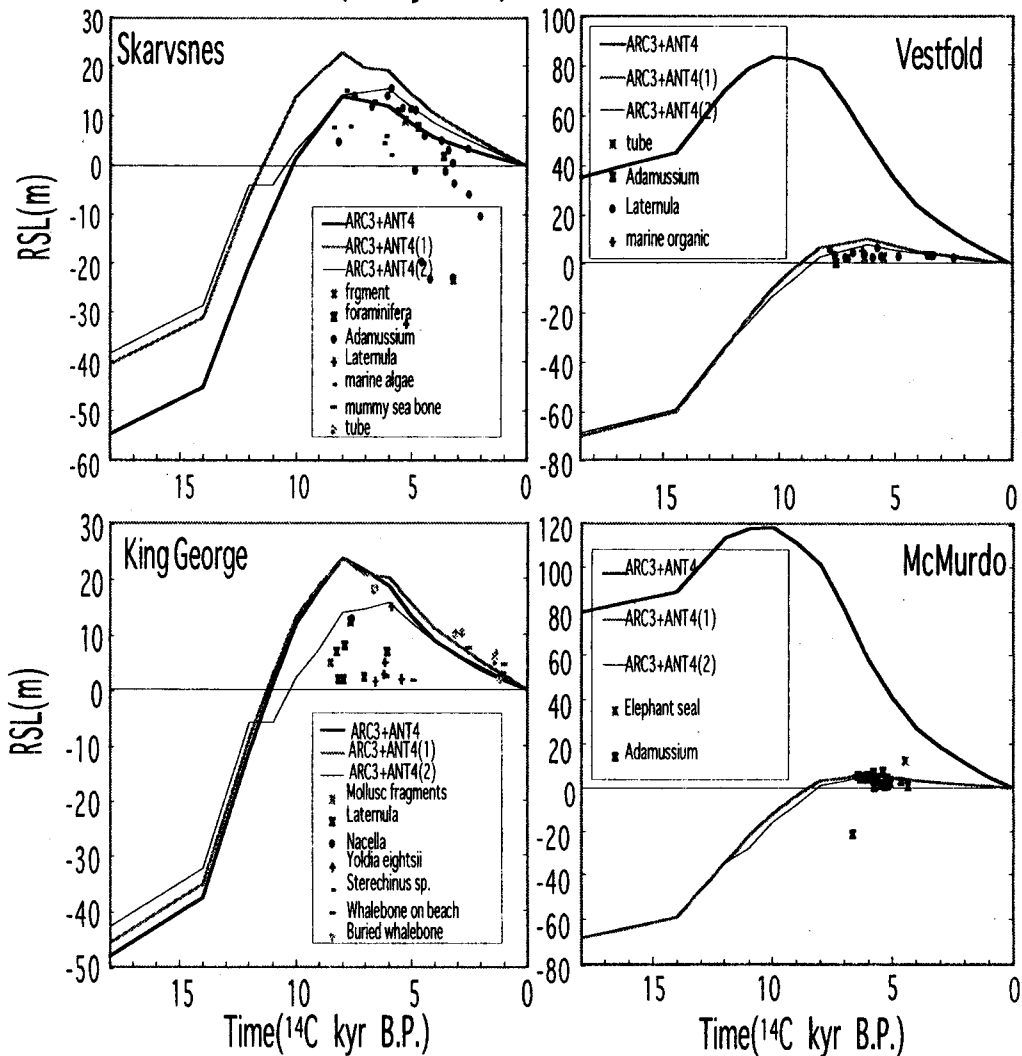 Skarvsnes
RSL(m)
30
20
10
0
-10
-20
-30
-40
-50
-60
15
10
5
0
ARC3+ANT4
ARC3+ANT4(1)
ARC3+ANT4(2)
frgment
foraminifera
Adamussium
Laternula
marine algae
mummy sea bone
tube
Vestfold
100
80
60
40
20
0
-20
-40
-60
-80
15
10
5
0
ARC3+ANT4
ARC3+ANT4(1)
ARC3+ANT4(2)
tube
Adamussium
Laternula
marine organic
King George
RSL(m)
30
20
10
0
-10
-20
-30
-40
-50
15
10
5
0
Time(¹⁴C kyr B.P.)
ARC3+ANT4
ARC3+ANT4(1)
ARC3+ANT4(2)
Mollusc fragments
Laternula
Nacella
Yoldia eightsii
Sterechinus sp.
Whalebone on beach
Buried whalebone
McMurdo
120
100
80
60
40
20
0
-20
-40
-60
-80
15
10
5
0
Time(¹⁴C kyr B.P.)
ARC3+ANT4
ARC3+ANT4(1)
ARC3+ANT4(2)
Elephant seal
Adamussium